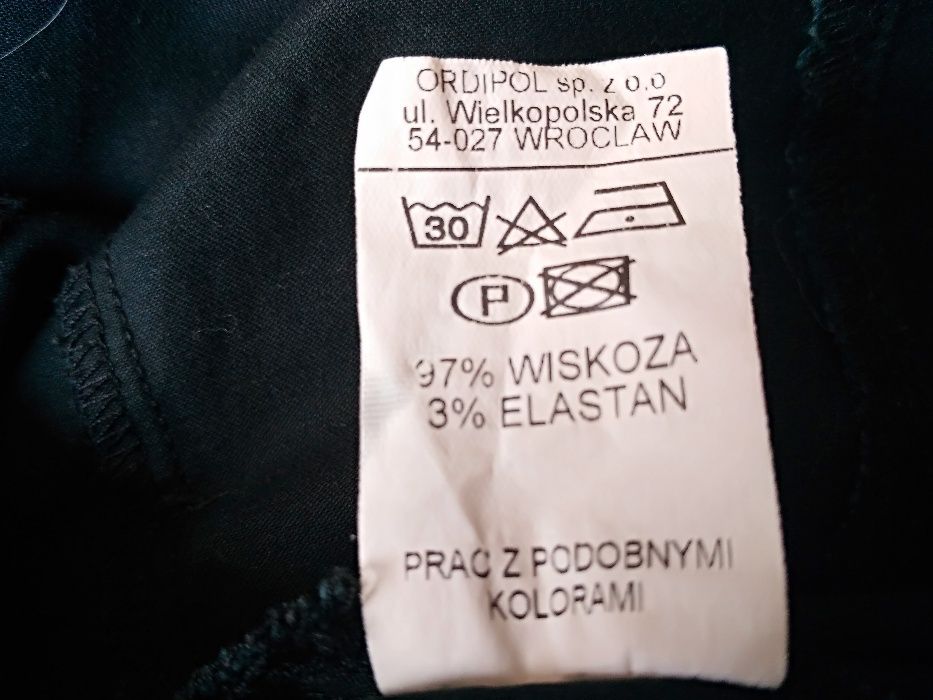 ORDIPOL sp. z o.o
ul. Wielkopolska 72
54-027 WROCLAW
30
P
97% WISKOZA
3% ELASTAN
PRAC Z PODOBNYMI
KOLORAMI